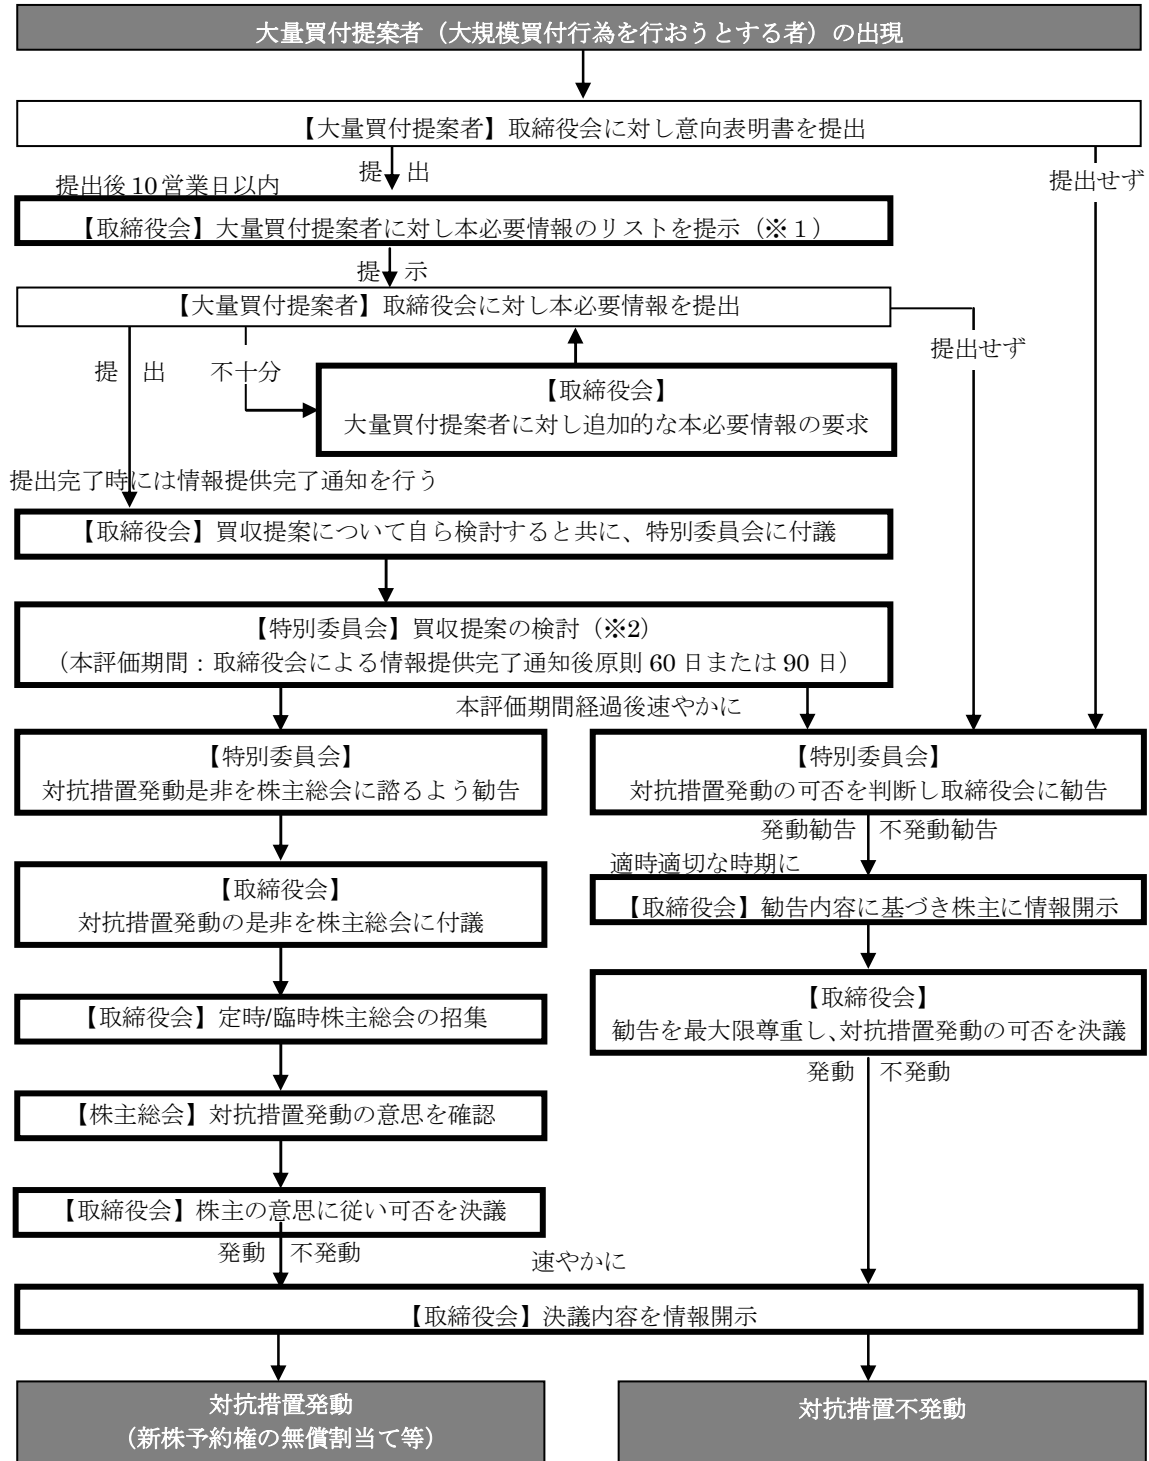 大量買付提案者（大規模買付行為を行おうとする者）の出現
【大量買付提案者】取締役会に対し意向表明書を提出
提 出
提出せず
提出後 10 営業日以内
【取締役会】大量買付提案者に対し本必要情報のリストを提示（※１）
提 示
【大量買付提案者】取締役会に対し本必要情報を提出
提出せず
提 出
不十分
【取締役会】
大量買付提案者に対し追加的な本必要情報の要求
提出完了時には情報提供完了通知を行う
【取締役会】買収提案について自ら検討すると共に、特別委員会に付議
【特別委員会】買収提案の検討（※2）
（本評価期間：取締役会による情報提供完了通知後原則 60 日または 90 日）
本評価期間経過後速やかに
【特別委員会】
対抗措置発動是非を株主総会に諮るよう勧告
【特別委員会】
対抗措置発動の可否を判断し取締役会に勧告
発動勧告 不発動勧告
適時適切な時期に
【取締役会】
対抗措置発動の是非を株主総会に付議
【取締役会】勧告内容に基づき株主に情報開示
【取締役会】定時/臨時株主総会の招集
【取締役会】
勧告を最大限尊重し、対抗措置発動の可否を決議
発動 不発動
【株主総会】対抗措置発動の意思を確認
【取締役会】株主の意思に従い可否を決議
発動 不発動
速やかに
【取締役会】決議内容を情報開示
対抗措置発動
（新株予約権の無償割当て等）
対抗措置不発動